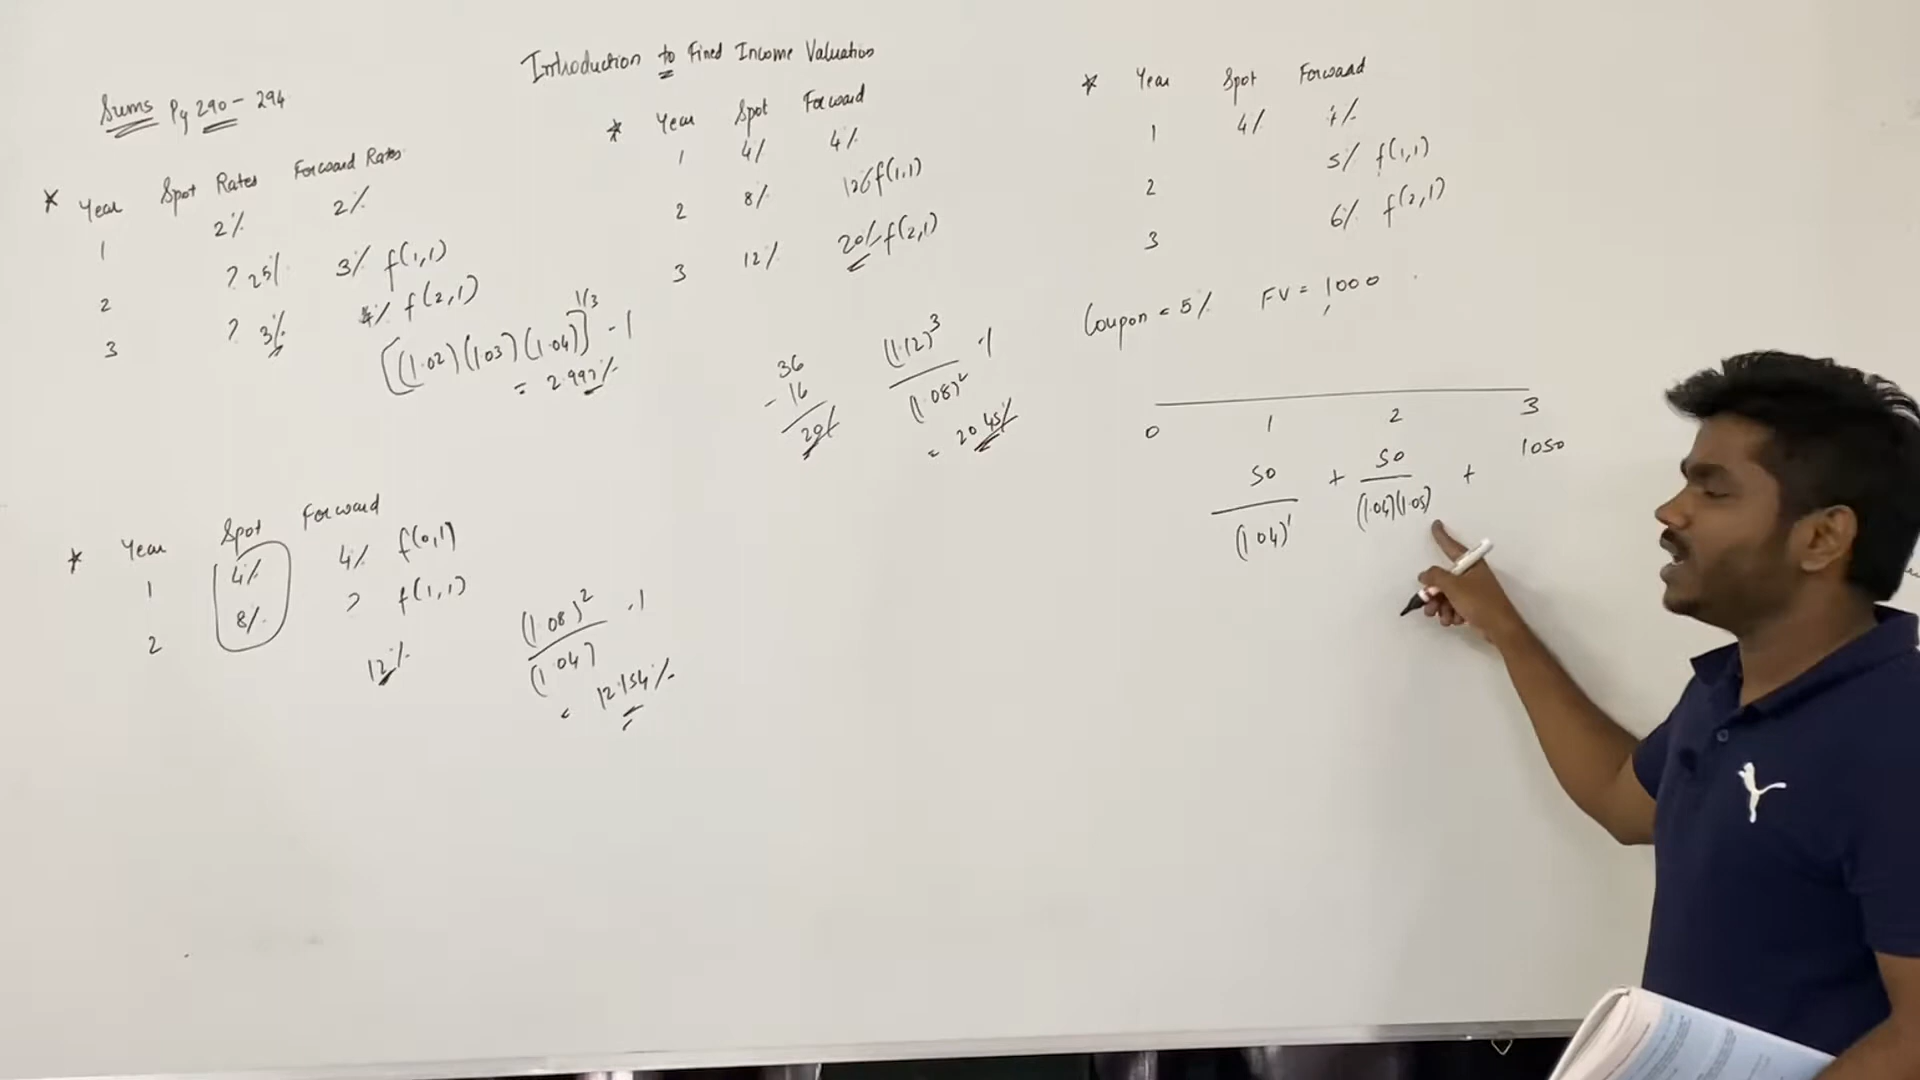 Introduction to Fixed Income Valuation
Sums Pg 290 - 294
* Year Spot Rates Forward Rates
1 2% 2%
2 ? 2.5% 3% f(1,1)
3 ? 3% 4% f(2,1)
[(1.02)(1.03)(1.04)]^1/3 - 1
= 2.997%
* Year Spot Forward
1 4% 4% f(0,1)
2 8% ? f(1,1)
12%
(1.08)^2 / (1.04) - 1
= 12.154%
* Year Spot Forward
1 4% 4%
2 8% 12% f(1,1)
3 12% 20% f(2,1)
36
- 16
20%
(1.12)^3 / (1.08)^2 - 1
= 20.45%
* Year Spot Forward
1 4% 4%
2 5% f(1,1)
3 6% f(2,1)
Coupon = 5% FV = 1000
0 1 2 3
50 + 50 + 1050
(1.04)^1 (1.04)(1.05)